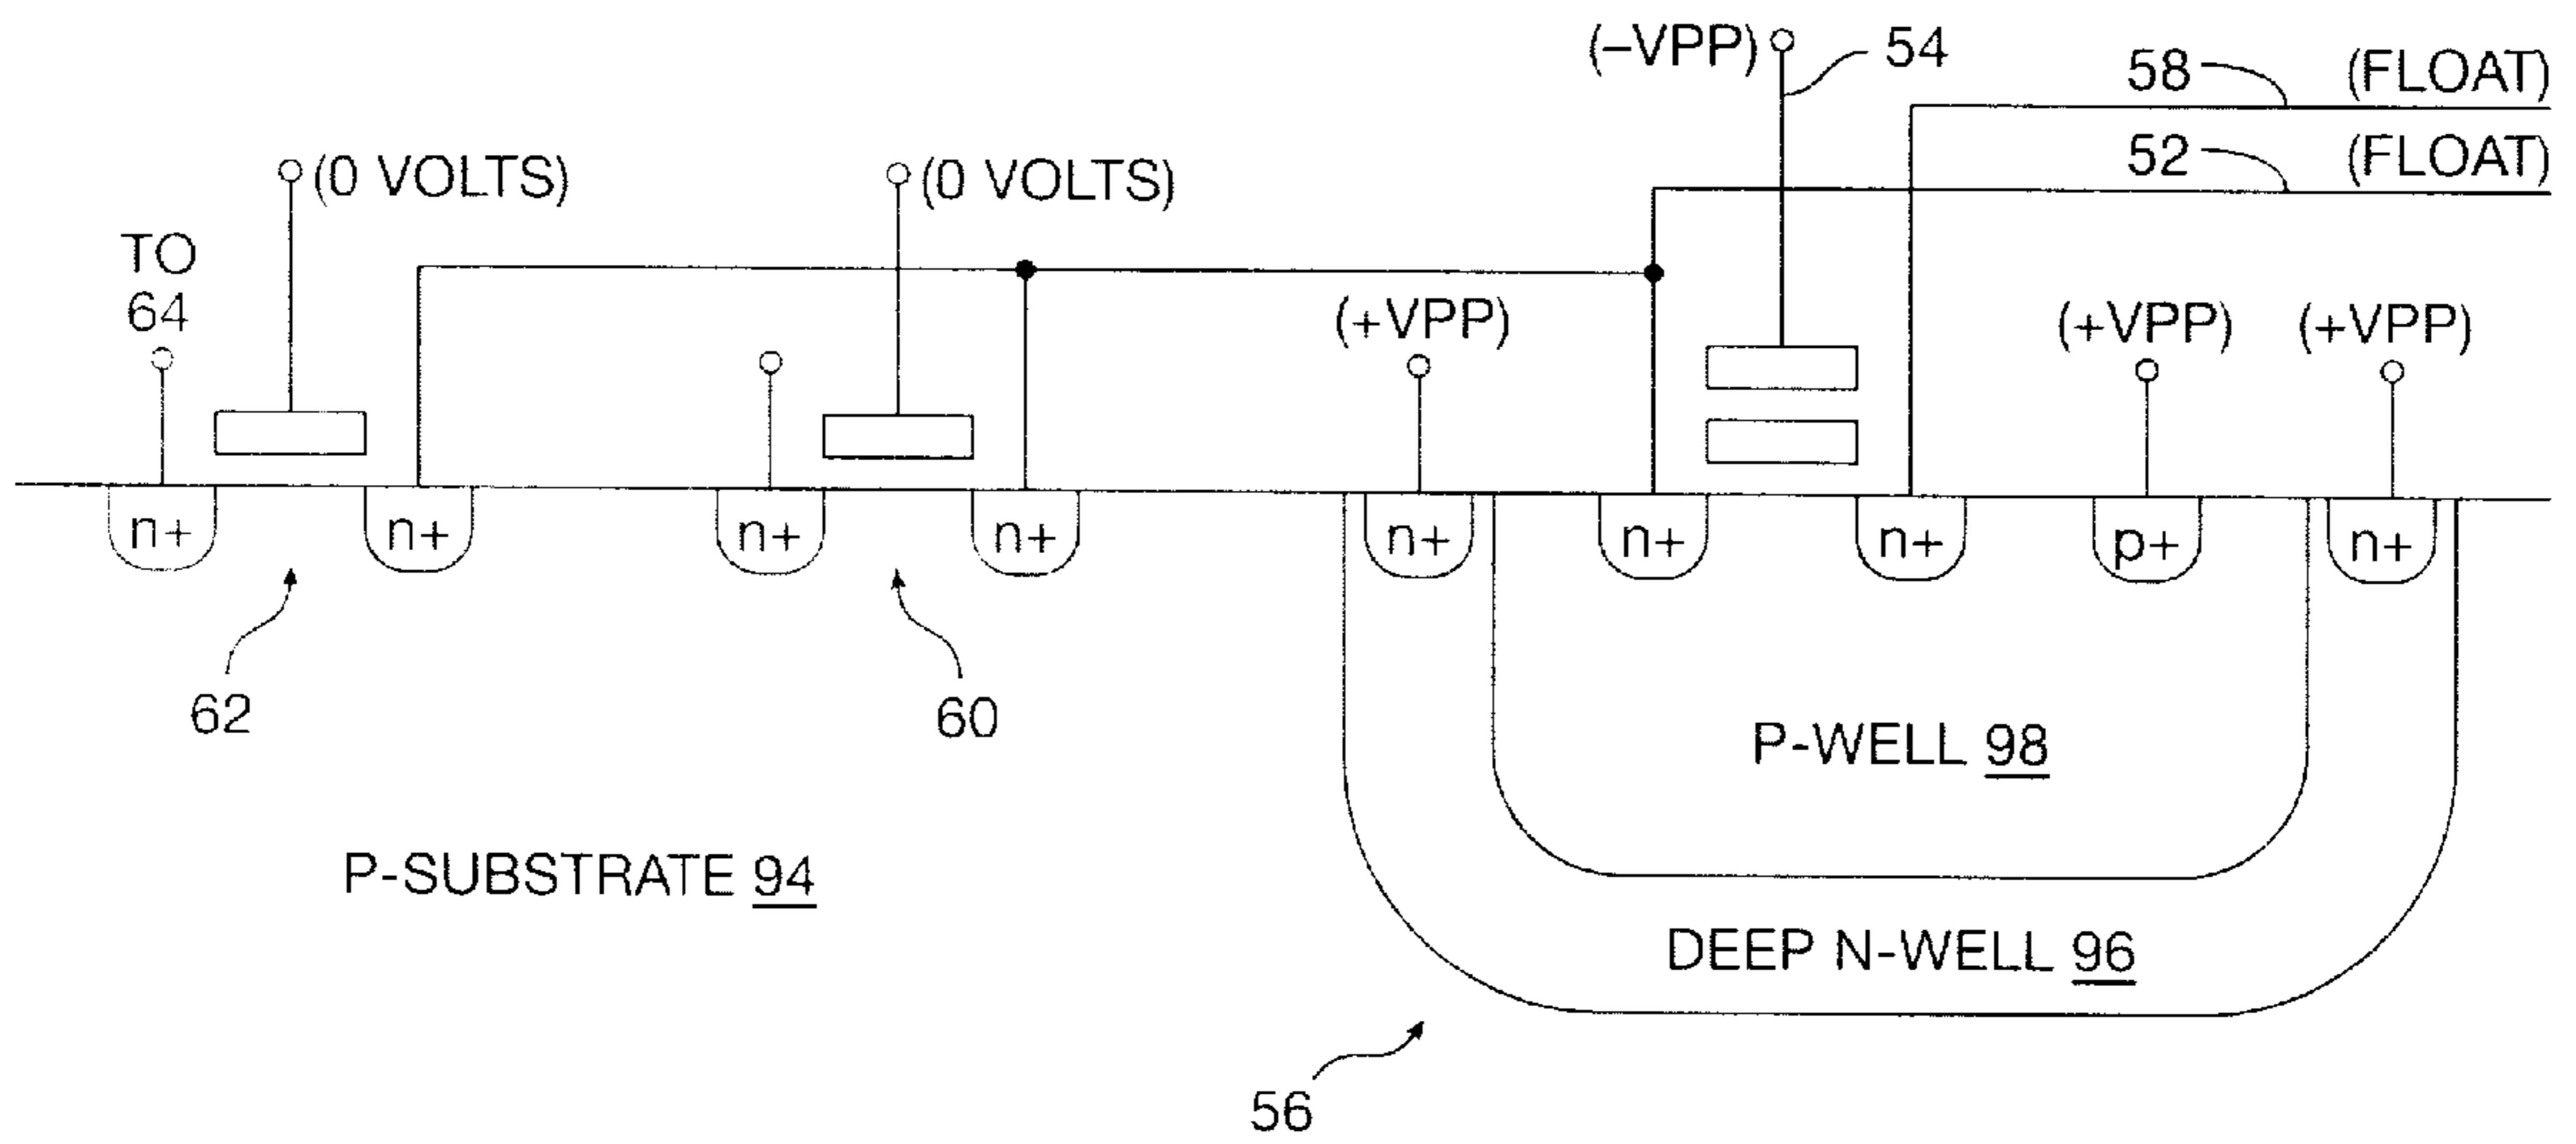 (–VPP)
54
58
(FLOAT)
52
(FLOAT)
(0 VOLTS)
(0 VOLTS)
TO
64
(+VPP)
(+VPP)
(+VPP)
n+
n+
n+
n+
n+
n+
n+
p+
n+
62
60
P-WELL 98
P-SUBSTRATE 94
DEEP N-WELL 96
56